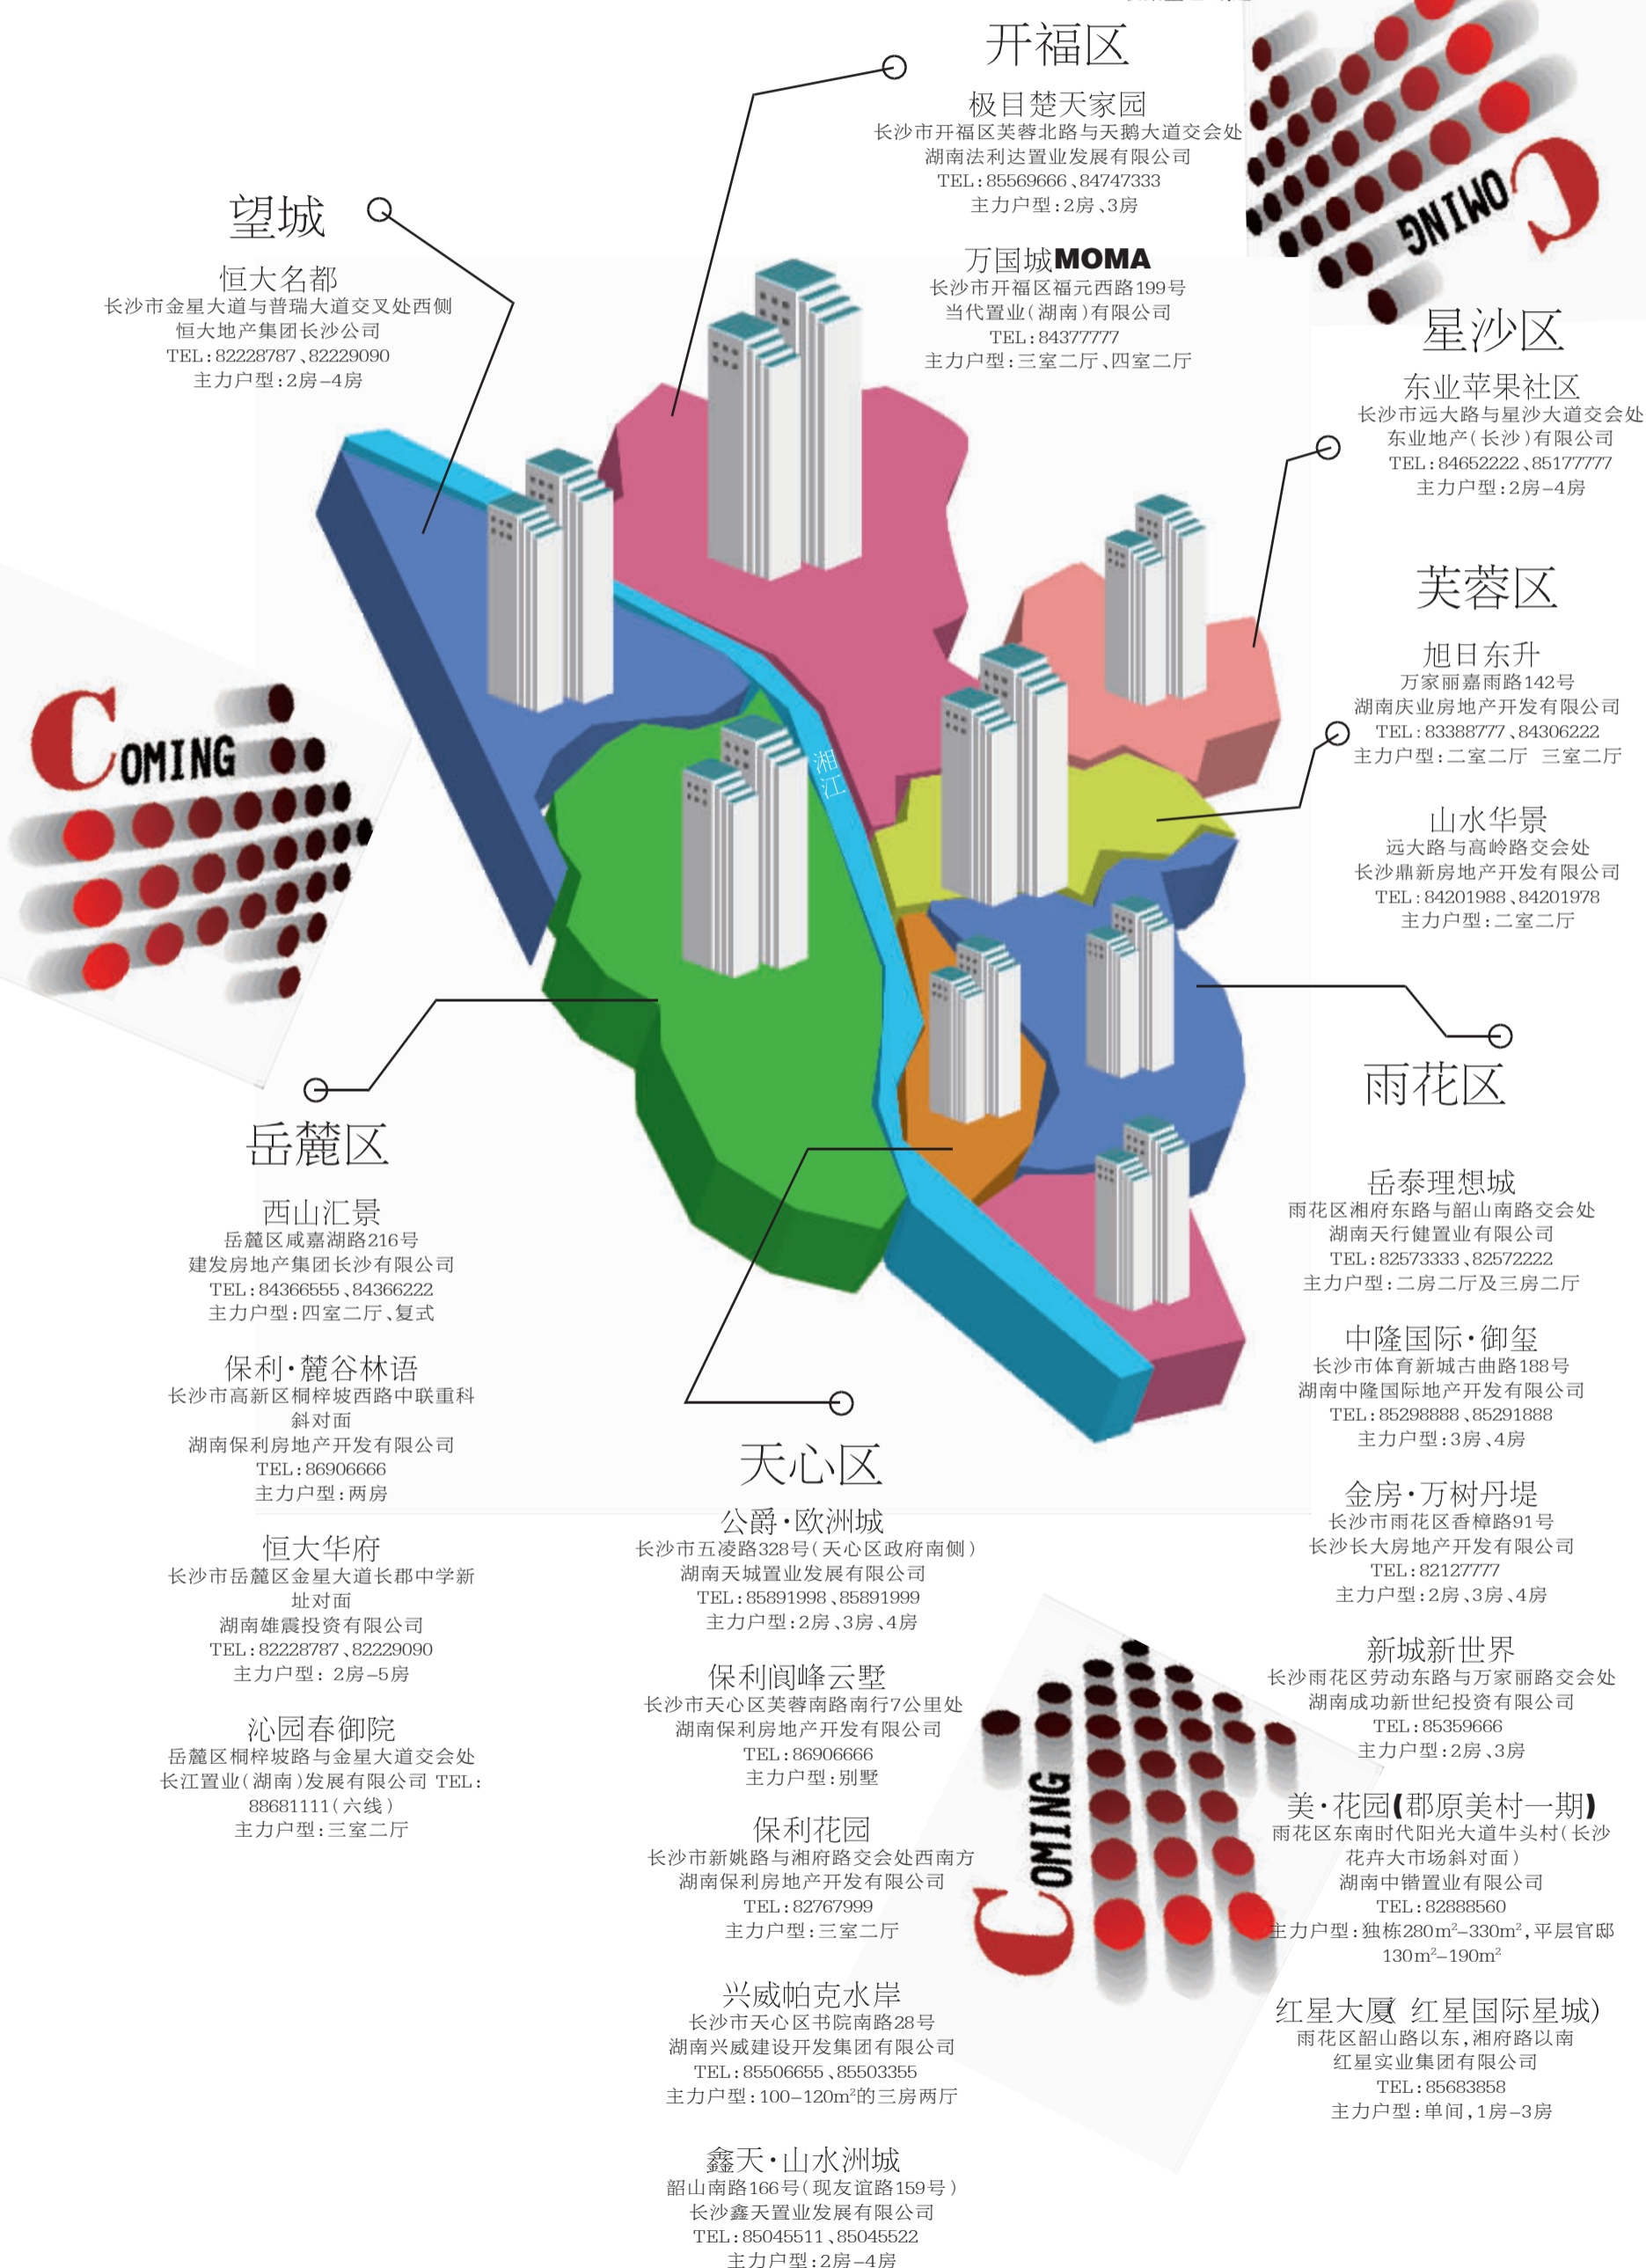 开福区
极目楚天家园
长沙市开福区芙蓉北路与天鹅大道交会处
湖南法利达置业发展有限公司
TEL:85569666、84747333
主力户型:2房、3房
万国城MOMA
长沙市开福区福元西路199号
当代置业(湖南)有限公司
TEL:84377777
主力户型:三室二厅、四室二厅
望城
恒大名都
长沙市金星大道与普瑞大道交叉处西侧
恒大地产集团长沙公司
TEL:82228787、82229090
主力户型:2房-4房
COMING
星沙区
东业苹果社区
长沙市远大路与星沙大道交会处
东业地产(长沙)有限公司
TEL:84652222、85177777
主力户型:2房-4房
芙蓉区
旭日东升
万家丽嘉雨路142号
湖南庆业房地产开发有限公司
TEL:83388777、84306222
主力户型:二室二厅 三室二厅
山水华景
远大路与高岭路交会处
长沙鼎新房地产开发有限公司
TEL:84201988、84201978
主力户型:二室二厅
COMING
湘江
岳麓区
西山汇景
岳麓区咸嘉湖路216号
建发房地产集团长沙有限公司
TEL:84366555、84366222
主力户型:四室二厅、复式
保利·麓谷林语
长沙市高新区桐梓坡西路中联重科
斜对面
湖南保利房地产开发有限公司
TEL:86906666
主力户型:两房
恒大华府
长沙市岳麓区金星大道长郡中学新
址对面
湖南雄震投资有限公司
TEL:82228787、82229090
主力户型: 2房-5房
沁园春御院
岳麓区桐梓坡路与金星大道交会处
长江置业(湖南)发展有限公司 TEL:
88681111(六线)
主力户型:三室二厅
天心区
公爵·欧洲城
长沙市五凌路328号(天心区政府南侧)
湖南天城置业发展有限公司
TEL:85891998、85891999
主力户型:2房、3房、4房
保利阆峰云墅
长沙市天心区芙蓉南路南行7公里处
湖南保利房地产开发有限公司
TEL:86906666
主力户型:别墅
保利花园
长沙市新姚路与湘府路交会处西南方
湖南保利房地产开发有限公司
TEL:82767999
主力户型:三室二厅
兴威帕克水岸
长沙市天心区书院南路28号
湖南兴威建设开发集团有限公司
TEL:85506655、85503355
主力户型:100-120m²的三房两厅
鑫天·山水洲城
韶山南路166号(现友谊路159号)
长沙鑫天置业发展有限公司
TEL:85045511、85045522
主力户型:2房-4房
COMING
雨花区
岳泰理想城
雨花区湘府东路与韶山南路交会处
湖南天行健置业有限公司
TEL:82573333、82572222
主力户型:二房二厅及三房二厅
中隆国际·御玺
长沙市体育新城古曲路188号
湖南中隆国际地产开发有限公司
TEL:85298888、85291888
主力户型:3房、4房
金房·万树丹堤
长沙市雨花区香樟路91号
长沙长大房地产开发有限公司
TEL:82127777
主力户型:2房、3房、4房
新城新世界
长沙雨花区劳动东路与万家丽路交会处
湖南成功新世纪投资有限公司
TEL:85359666
主力户型:2房、3房
美·花园(郡原美村一期)
雨花区东南时代阳光大道牛头村(长沙
花卉大市场斜对面)
湖南中锴置业有限公司
TEL:82888560
主力户型:独栋280m²-330m²,平层官邸
130m²-190m²
红星大厦( 红星国际星城)
雨花区韶山路以东,湘府路以南
红星实业集团有限公司
TEL:85683858
主力户型:单间,1房-3房